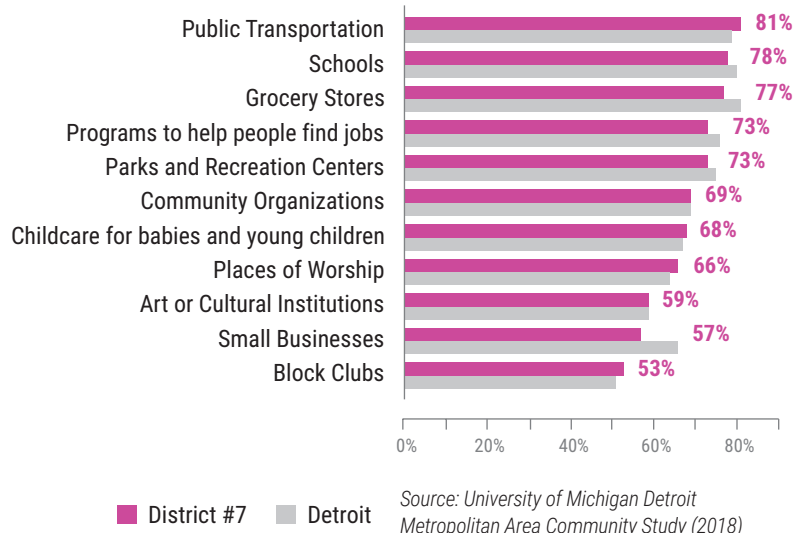 Public Transportation 81%
Schools 78%
Grocery Stores 77%
Programs to help people find jobs 73%
Parks and Recreation Centers 73%
Community Organizations 69%
Childcare for babies and young children 68%
Places of Worship 66%
Art or Cultural Institutions 59%
Small Businesses 57%
Block Clubs 53%
0% 20% 40% 60% 80%
District #7 Detroit
Source: University of Michigan Detroit
Metropolitan Area Community Study (2018)